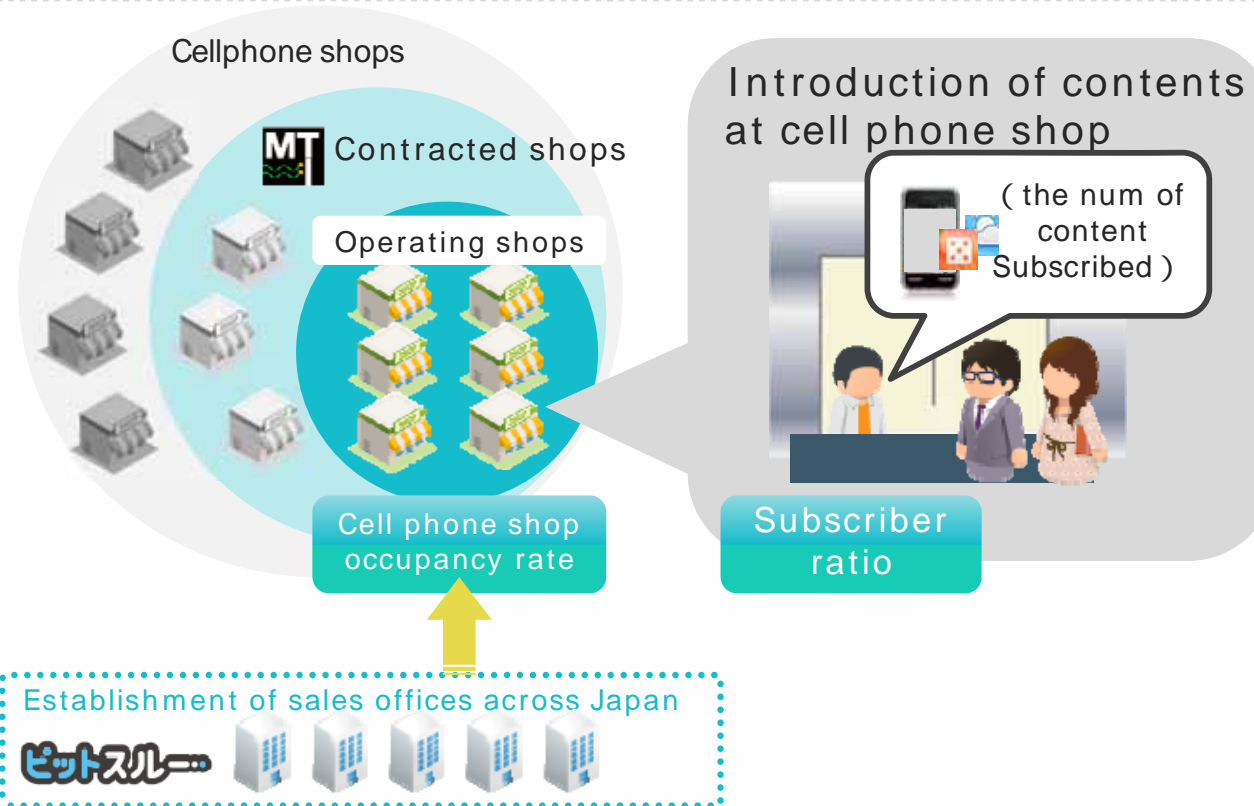 Cellphone shops
MT Contracted shops
Operating shops
Cell phone shop
occupancy rate
Introduction of contents
at cell phone shop
(the num of
content
Subscribed)
Subscriber
ratio
Establishment of sales offices across Japan
ピットスルー